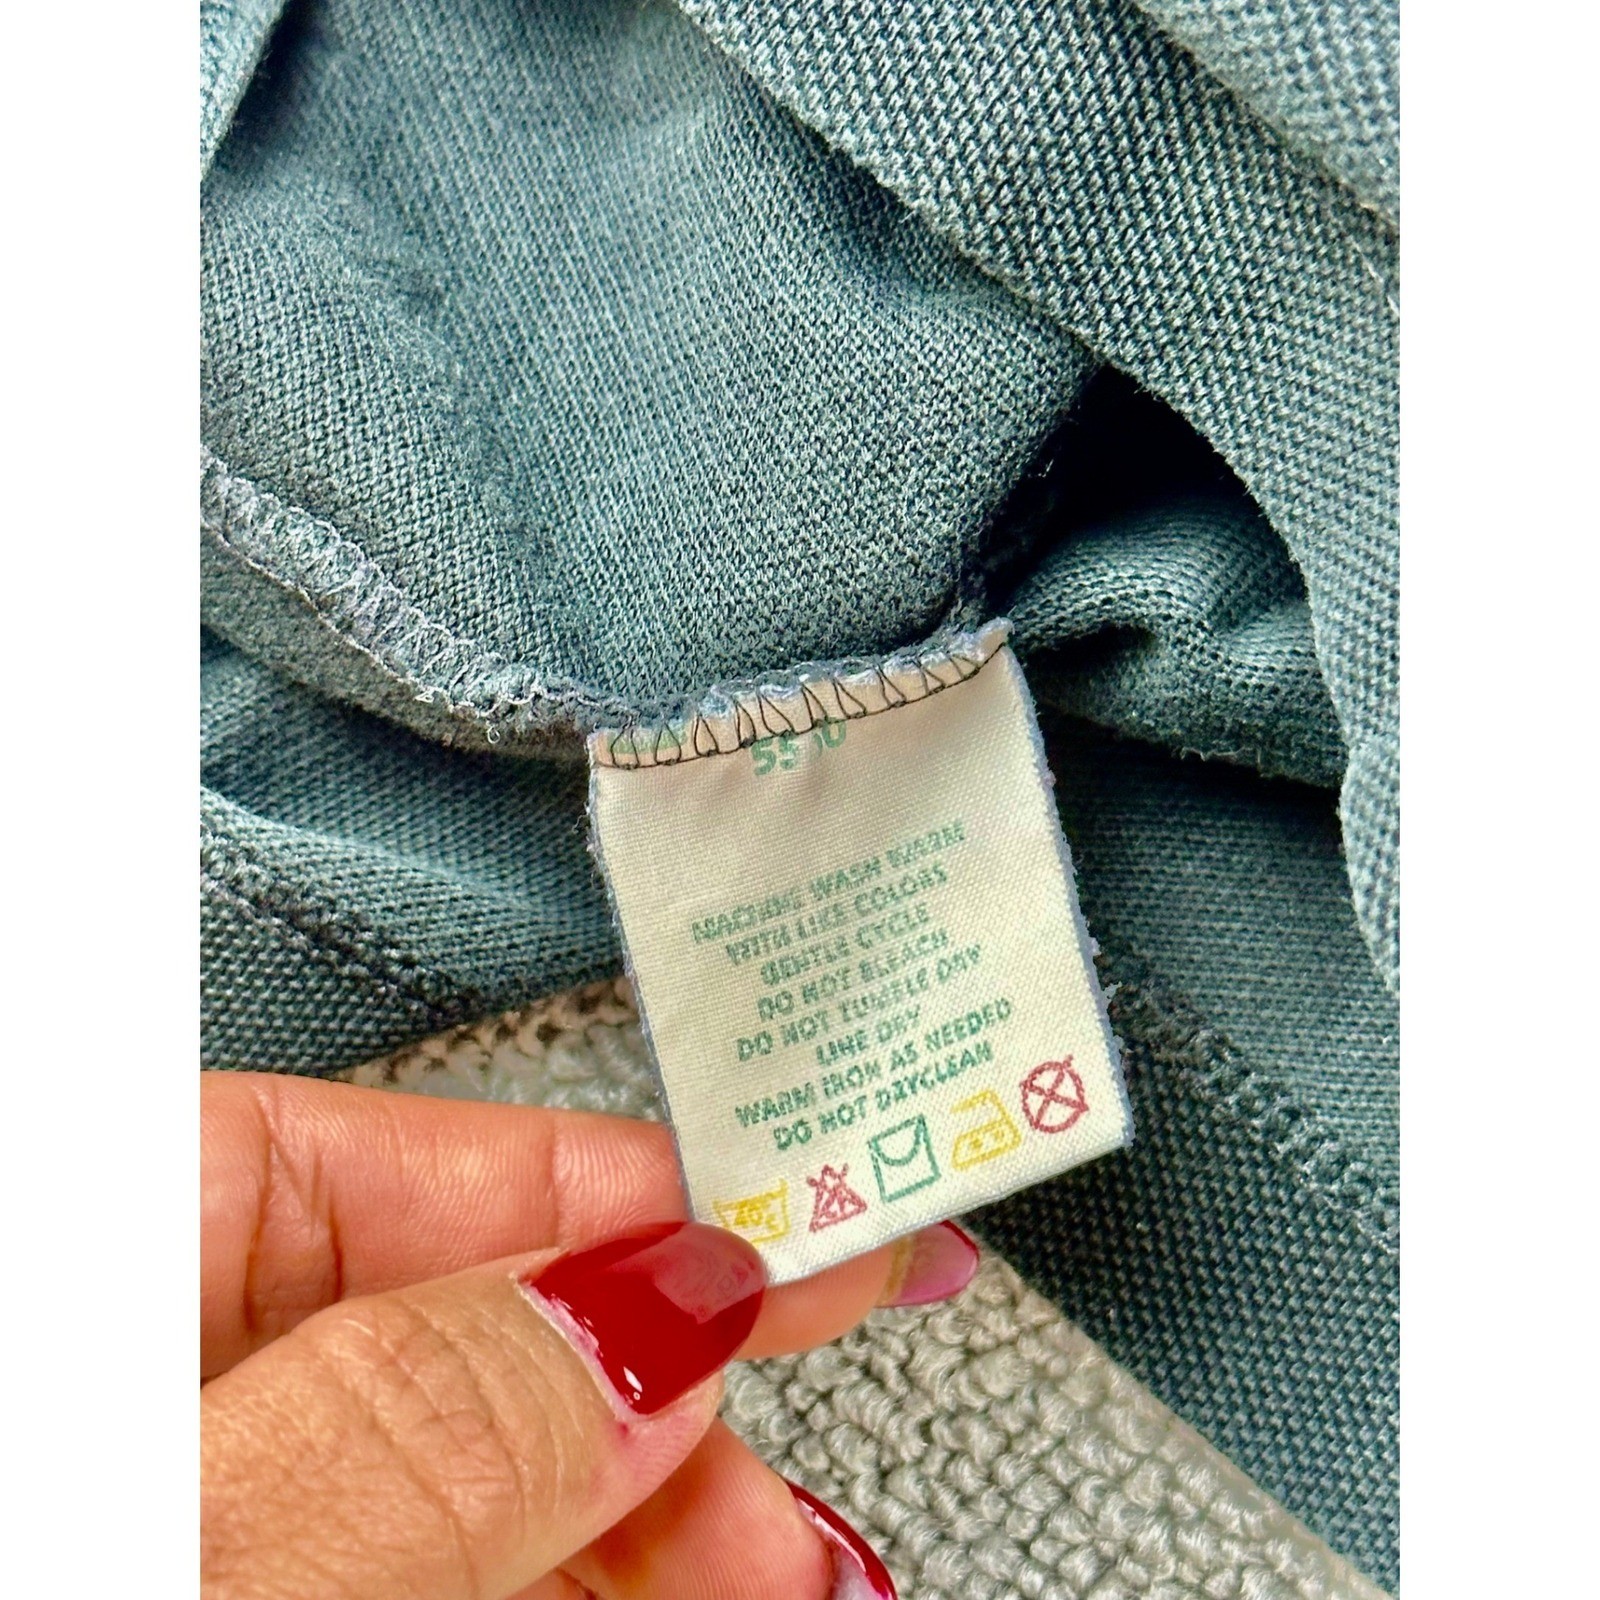 MACHINE WASH WARM
WITH LIKE COLORS
GENTLE CYCLE
DO NOT BLEACH
DO NOT TUMBLE DRY
LINE DRY
WARM IRON AS NEEDED
DO NOT DRYCLEAN
40°C